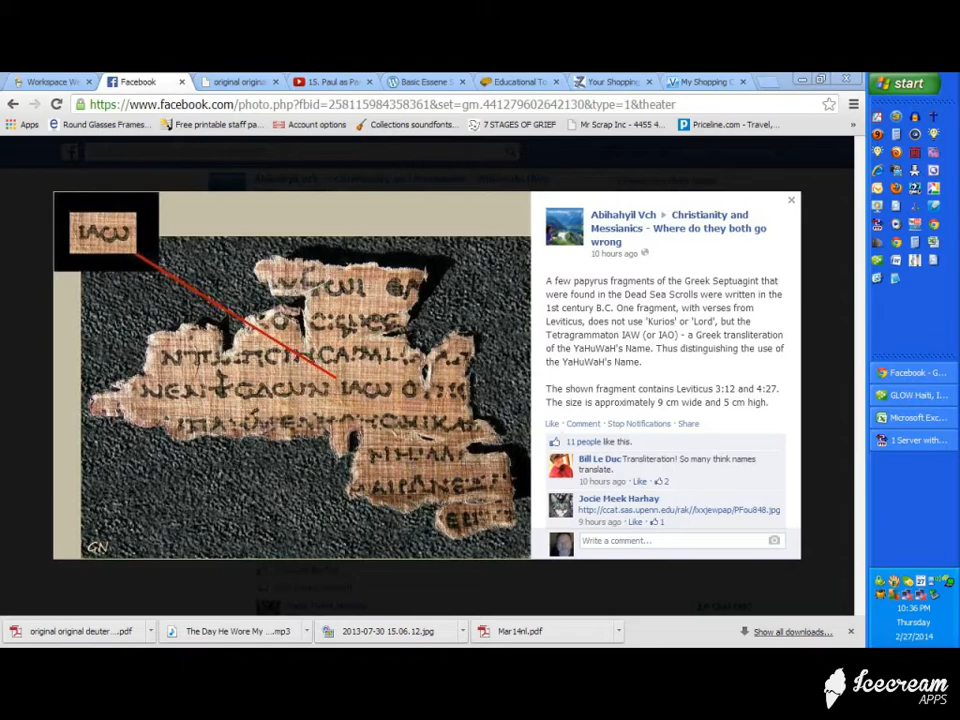 Workspace We
Facebook
original origina
15. Paul as Pa
Basic Essene S
Educational To
Your Shopping
My Shopping C
https://www.facebook.com/photo.php?fbid=258115984358361&set=gm.441279602642130&type=1&theater
Apps
Round Glasses Frames...
Free printable staff pa...
Account options
Collections soundfonts...
7 STAGES OF GRIEF
Mr Scrap Inc - 4455 4...
Priceline.com - Travel,...
start
ΙΑω
ΙΑω
GN
Abihahyil Vch
Christianity and
Messianics - Where do they both go
wrong
10 hours ago
A few papyrus fragments of the Greek Septuagint that
were found in the Dead Sea Scrolls were written in the
1st century B.C. One fragment, with verses from
Leviticus, does not use 'Kurios' or 'Lord', but the
Tetragrammaton IAW (or IAO) - a Greek transliteration
of the YaHuWaH's Name. Thus distinguishing the use of
the YaHuWaH's Name.
The shown fragment contains Leviticus 3:12 and 4:27.
The size is approximately 9 cm wide and 5 cm high.
Like · Comment · Stop Notifications · Share
11 people like this.
Bill Le Duc Transliteration! So many think names
translate.
10 hours ago · Like · 2
Jocie Meek Harhay
http://ccat.sas.upenn.edu/rak//lxxjewpap/PFou848.jpg
9 hours ago · Like · 1
Write a comment...
Facebook - G...
GLOW Haiti, I...
Microsoft Exc...
1 Server with...
10:36 PM
Thursday
2/27/2014
original original deuter....pdf
The Day He Wore My ....mp3
2013-07-30 15.06.12.jpg
Mar14nl.pdf
Show all downloads...
Icecream
APPS